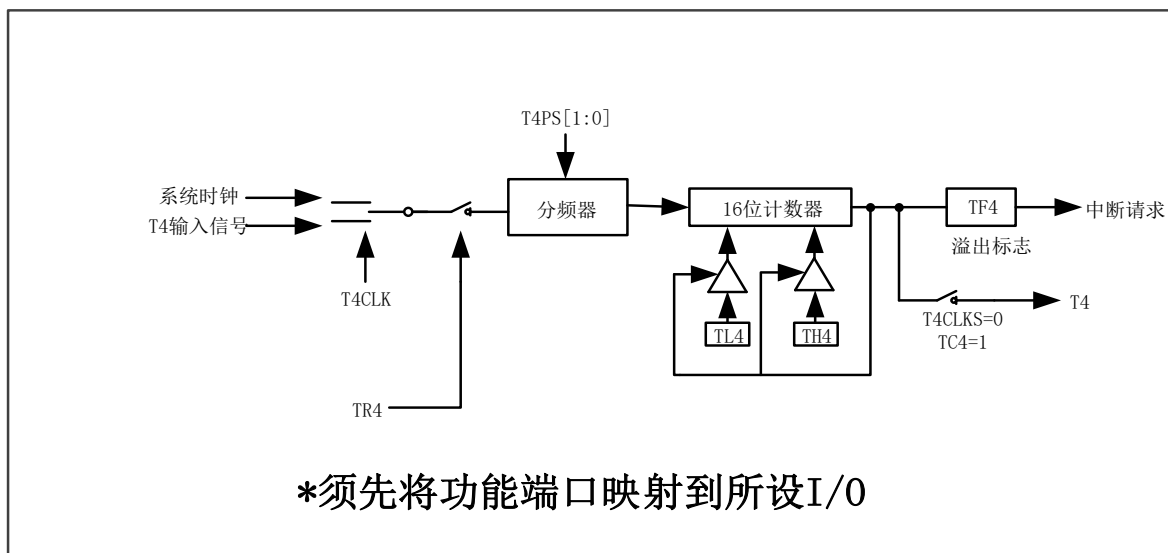 T4PS[1:0]
系统时钟
T4输入信号
分频器
16位计数器
TF4
中断请求
溢出标志
T4CLK
TL4
TH4
T4
T4CLKS=0
TC4=1
TR4
*须先将功能端口映射到所设I/O